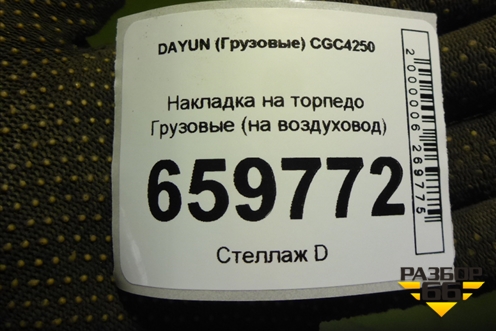 DAYUN (Грузовые) CGC4250
Накладка на торпедо
Грузовые (на воздуховод)
659772
Стеллаж D
2000006269775
РАЗБОР
66